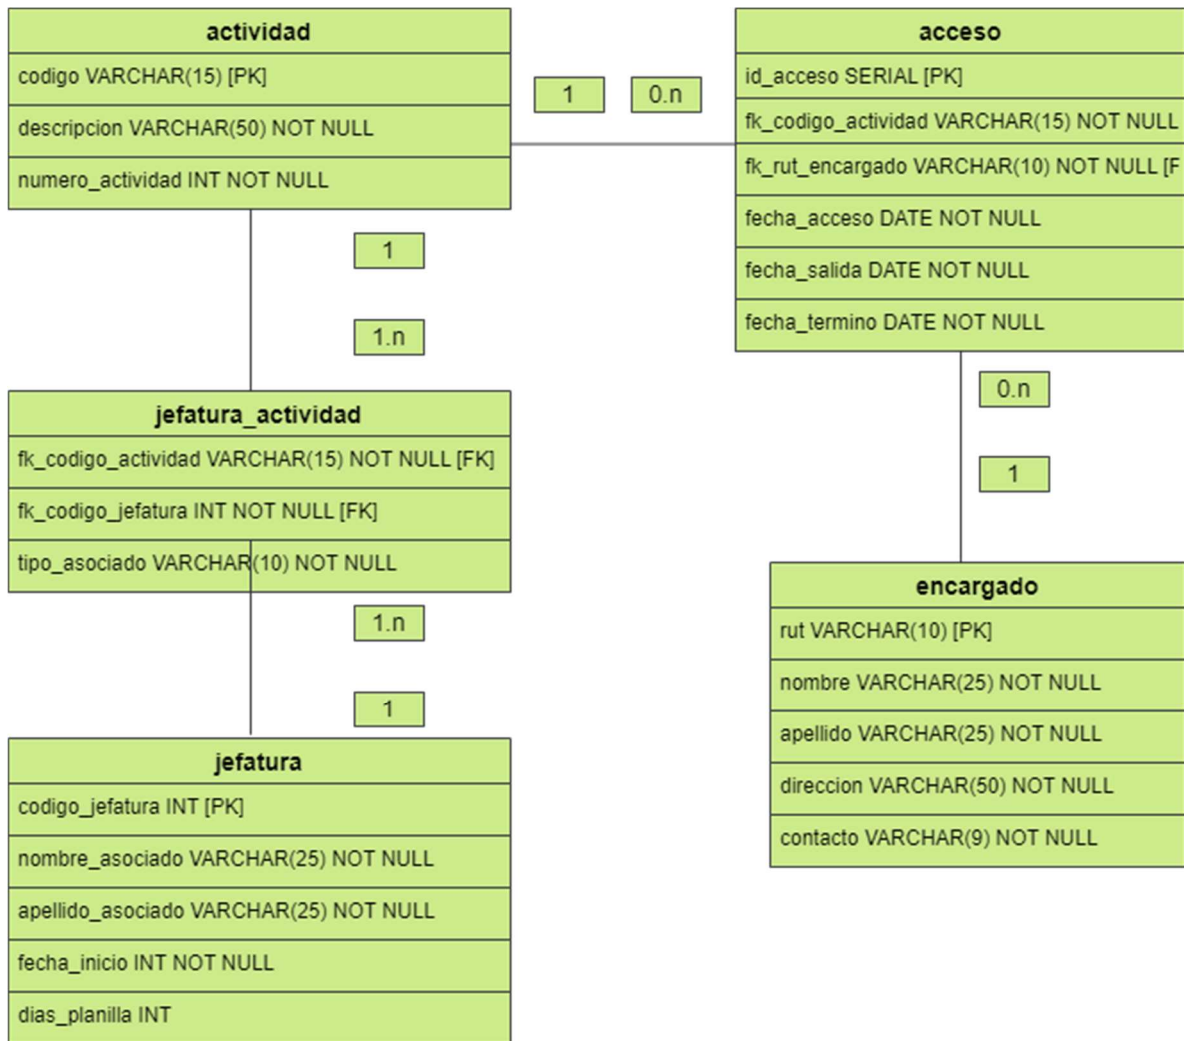 actividad
codigo VARCHAR(15) [PK]
descripcion VARCHAR(50) NOT NULL
numero_actividad INT NOT NULL
1
0.n
acceso
id_acceso SERIAL [PK]
fk_codigo_actividad VARCHAR(15) NOT NULL
fk_rut_encargado VARCHAR(10) NOT NULL [F
fecha_acceso DATE NOT NULL
fecha_salida DATE NOT NULL
fecha_termino DATE NOT NULL
1
1.n
jefatura_actividad
fk_codigo_actividad VARCHAR(15) NOT NULL [FK]
fk_codigo_jefatura INT NOT NULL [FK]
tipo_asociado VARCHAR(10) NOT NULL
0.n
1
encargado
rut VARCHAR(10) [PK]
nombre VARCHAR(25) NOT NULL
apellido VARCHAR(25) NOT NULL
direccion VARCHAR(50) NOT NULL
contacto VARCHAR(9) NOT NULL
1.n
1
jefatura
codigo_jefatura INT [PK]
nombre_asociado VARCHAR(25) NOT NULL
apellido_asociado VARCHAR(25) NOT NULL
fecha_inicio INT NOT NULL
dias_planilla INT